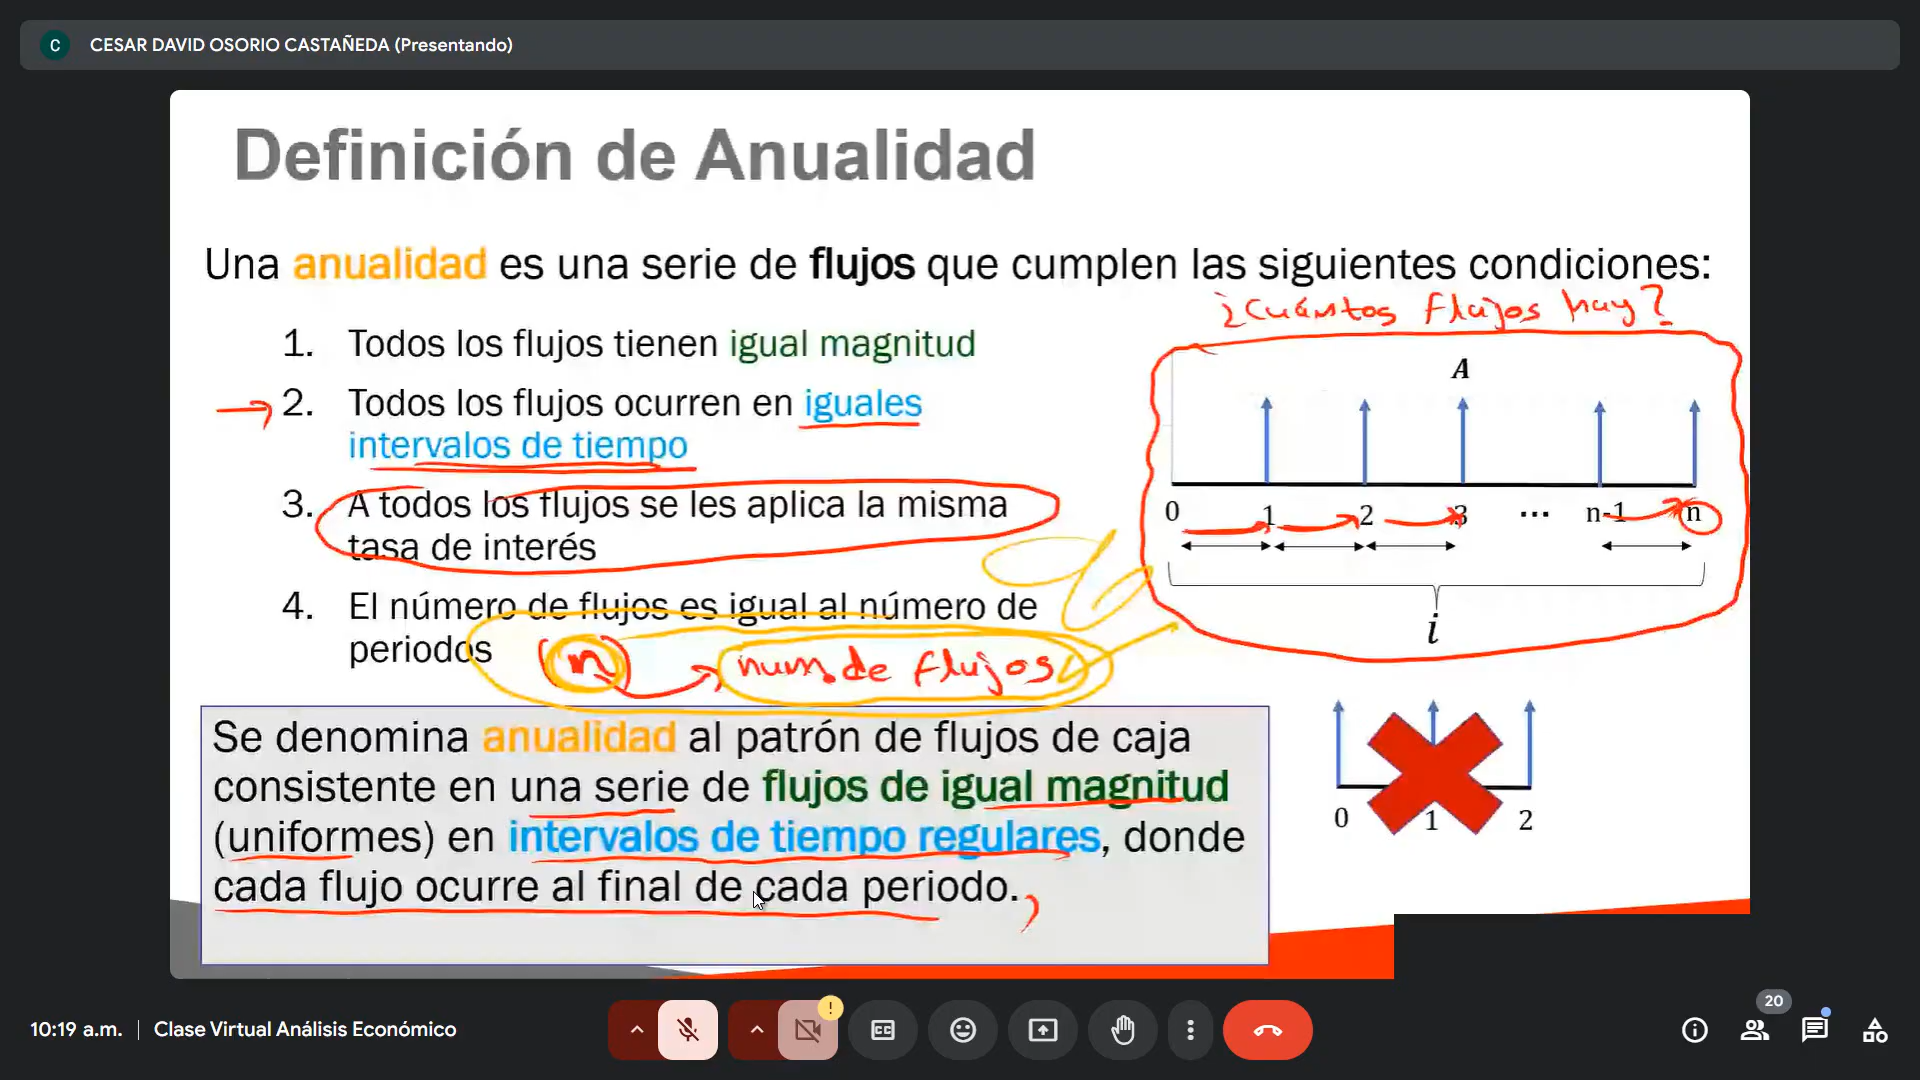 C CESAR DAVID OSORIO CASTAÑEDA (Presentando)
Definición de Anualidad
Una anualidad es una serie de flujos que cumplen las siguientes condiciones:
1. Todos los flujos tienen igual magnitud
2. Todos los flujos ocurren en iguales
intervalos de tiempo
3. A todos los flujos se les aplica la misma
tasa de interés
4. El número de flujos es igual al número de
periodos
n num. de flujos
¿Cuántos flujos hay?
A
0 1 2 3 ... n-1 n
i
Se denomina anualidad al patrón de flujos de caja
consistente en una serie de flujos de igual magnitud
(uniformes) en intervalos de tiempo regulares, donde
cada flujo ocurre al final de cada periodo.
0 1 2
10:19 a.m. | Clase Virtual Análisis Económico
!
CC
20